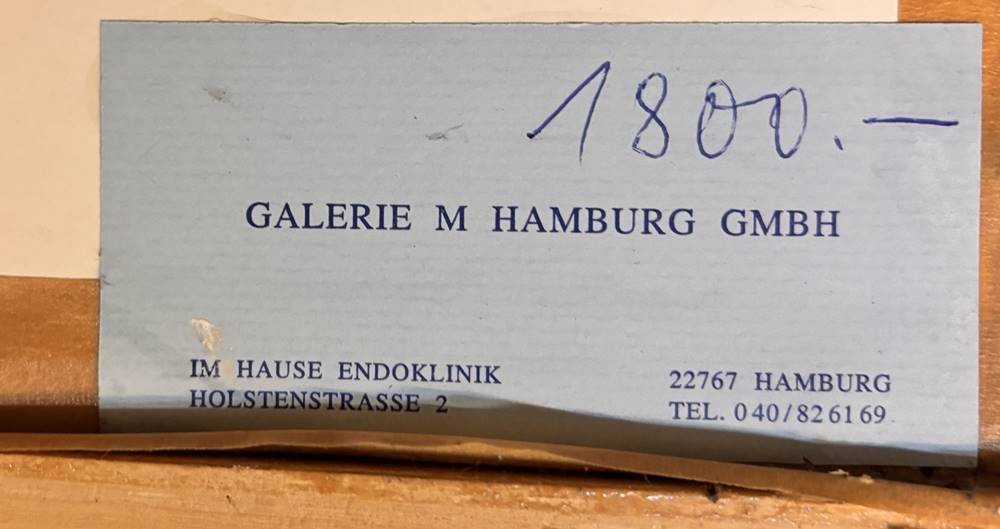 1800.—
GALERIE M HAMBURG GMBH
IM HAUSE ENDOKLINIK
HOLSTENSTRASSE 2
22767 HAMBURG
TEL. 040/826169